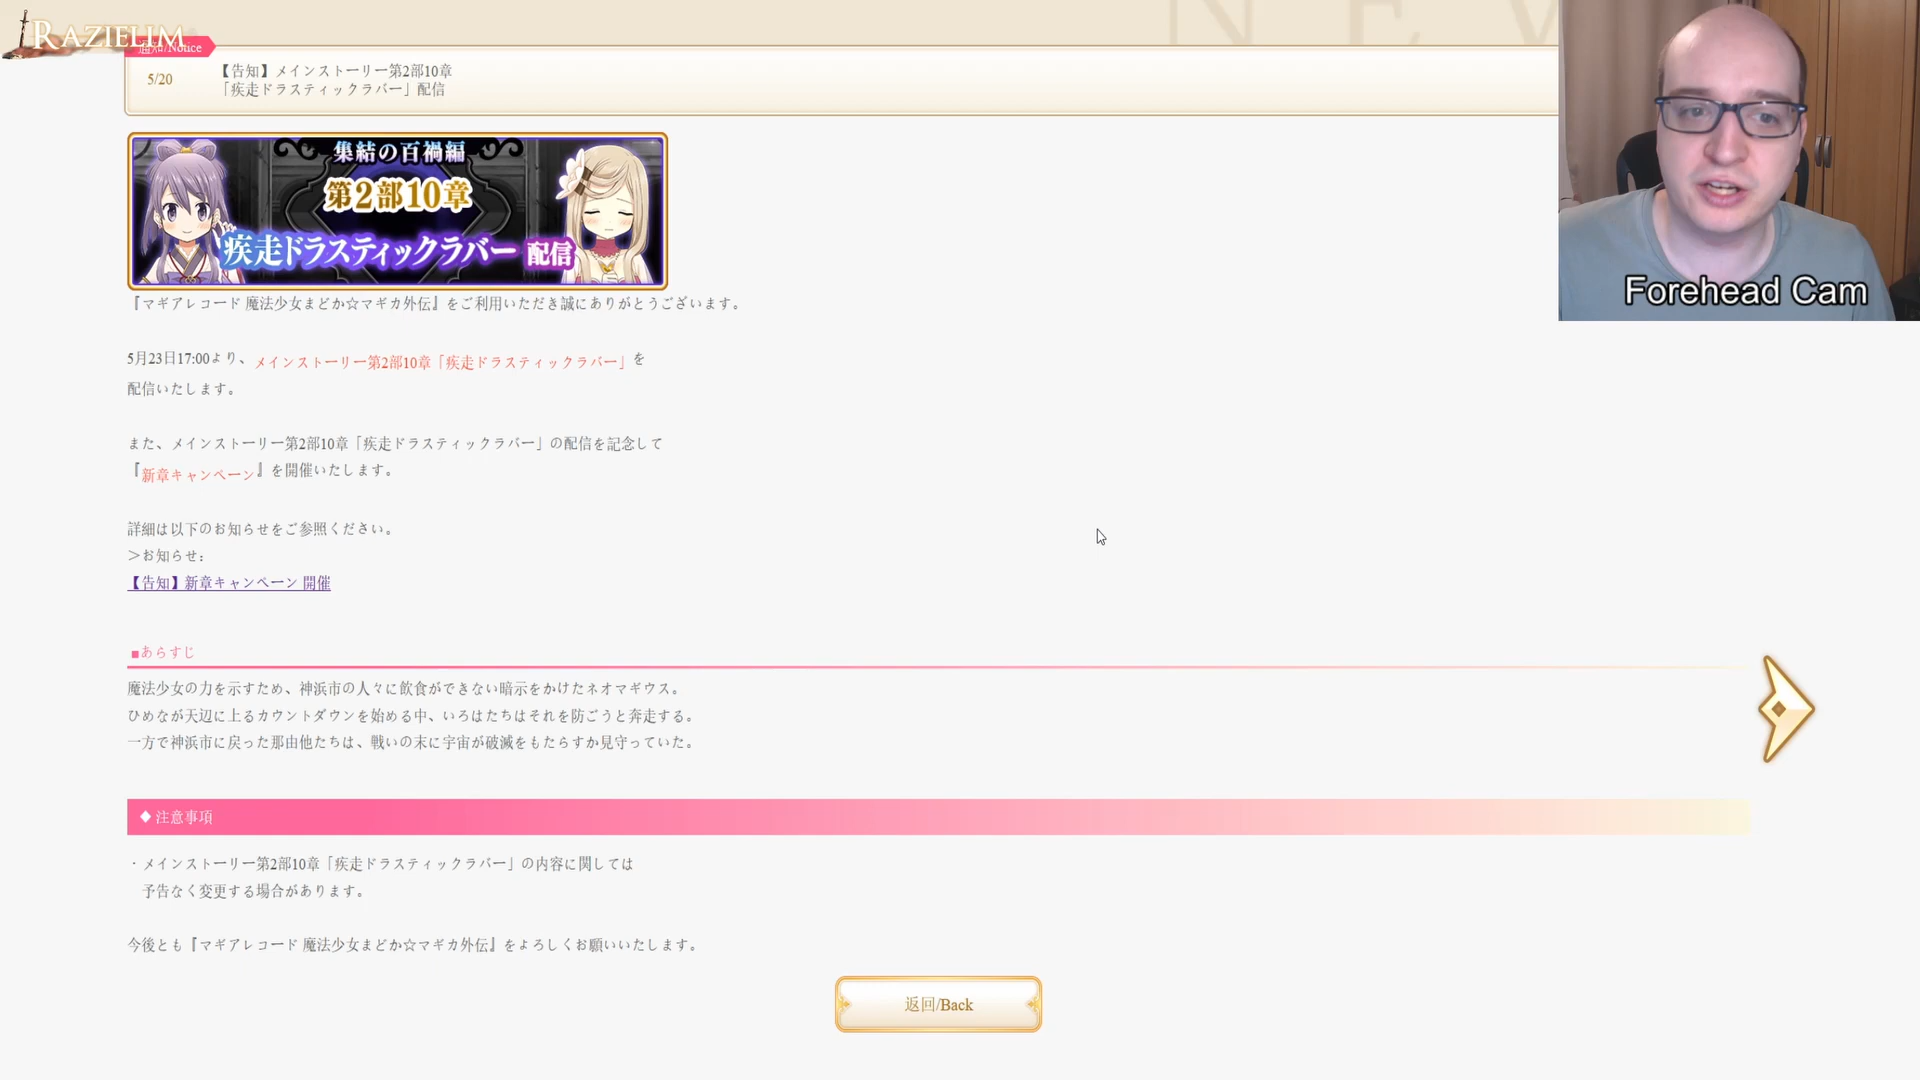 RAZIELIM
NEW
通知/Notice
5/20
【告知】メインストーリー第2部10章
「疾走ドラスティックラバー」配信
集結の百禍編
第2部10章
疾走ドラスティックラバー 配信
『マギアレコード 魔法少女まどか☆マギカ外伝』をご利用いただき誠にありがとうございます。
5月23日17:00より、メインストーリー第2部10章「疾走ドラスティックラバー」を
配信いたします。
また、メインストーリー第2部10章「疾走ドラスティックラバー」の配信を記念して
『新章キャンペーン』を開催いたします。
詳細は以下のお知らせをご参照ください。
＞お知らせ:
【告知】新章キャンペーン 開催
■あらすじ
魔法少女の力を示すため、神浜市の人々に飲食ができない暗示をかけたネオマギウス。
ひめなが天辺に上るカウントダウンを始める中、いろはたちはそれを防ごうと奔走する。
一方で神浜市に戻った那由他たちは、戦いの末に宇宙が破滅をもたらすか見守っていた。
◆ 注意事項
・メインストーリー第2部10章「疾走ドラスティックラバー」の内容に関しては
予告なく変更する場合があります。
今後とも『マギアレコード 魔法少女まどか☆マギカ外伝』をよろしくお願いいたします。
返回/Back
Forehead Cam